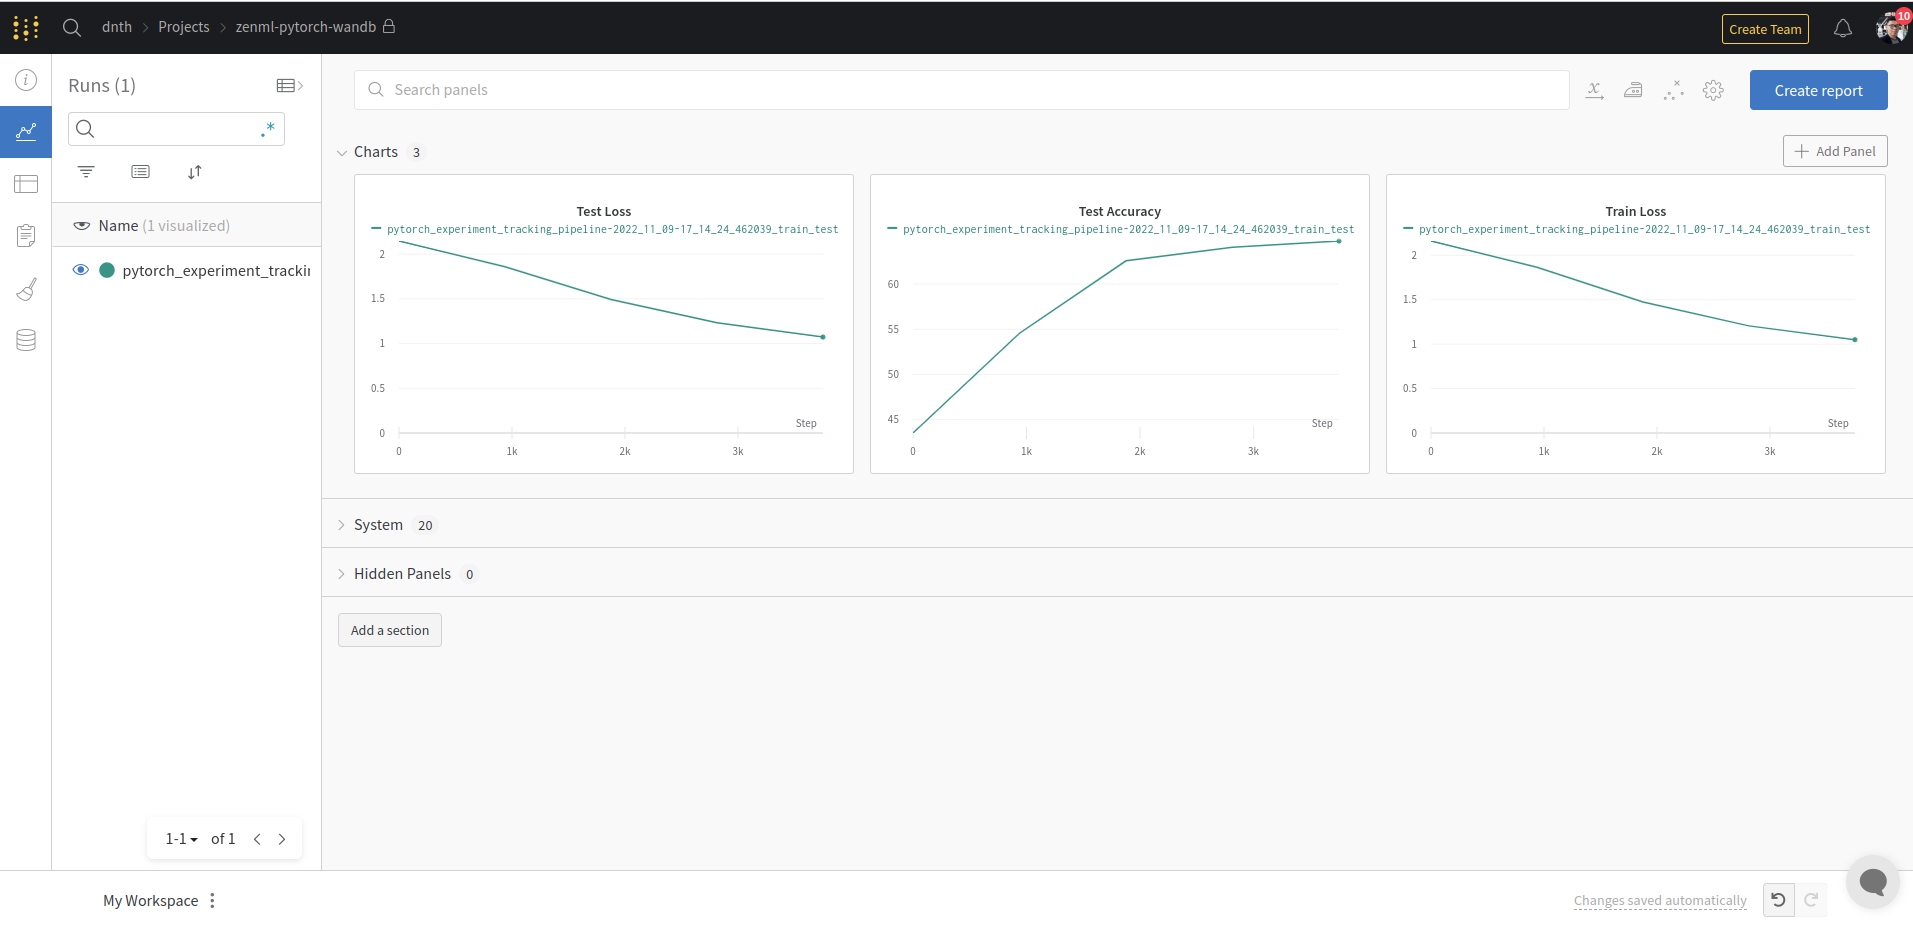 dnth > Projects > zenml-pytorch-wandb
Create Team
10
Runs (1)
.*
Name (1 visualized)
pytorch_experiment_tracki
1-1 of 1
Search panels
Create report
Charts 3
Add Panel
Test Loss
pytorch_experiment_tracking_pipeline-2022_11_09-17_14_24_462039_train_test
2
1.5
1
0.5
0
Step
0 1k 2k 3k
Test Accuracy
pytorch_experiment_tracking_pipeline-2022_11_09-17_14_24_462039_train_test
60
55
50
45
Step
0 1k 2k 3k
Train Loss
pytorch_experiment_tracking_pipeline-2022_11_09-17_14_24_462039_train_test
2
1.5
1
0.5
0
Step
0 1k 2k 3k
System 20
Hidden Panels 0
Add a section
My Workspace
Changes saved automatically